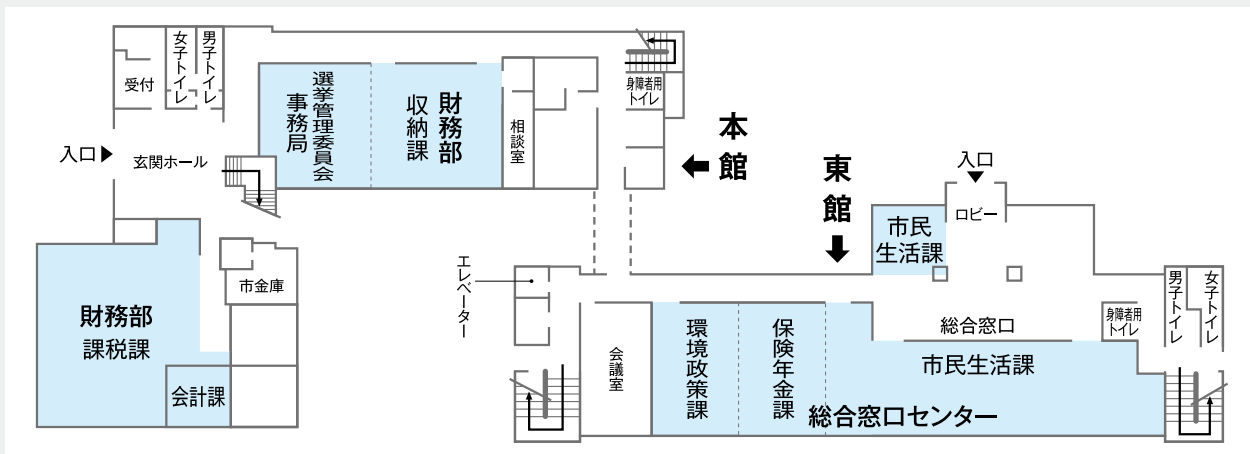 受付
女子トイレ
男子トイレ
入口
玄関ホール
選挙管理委員会
事務局
財務部
収納課
相談室
身障者用
トイレ
本館
東館
入口
ロビー
市民
生活課
財務部
課税課
会計課
市金庫
エレベーター
会議室
環境政策課
保険年金課
総合窓口
市民生活課
総合窓口センター
身障者用
トイレ
男子トイレ
女子トイレ